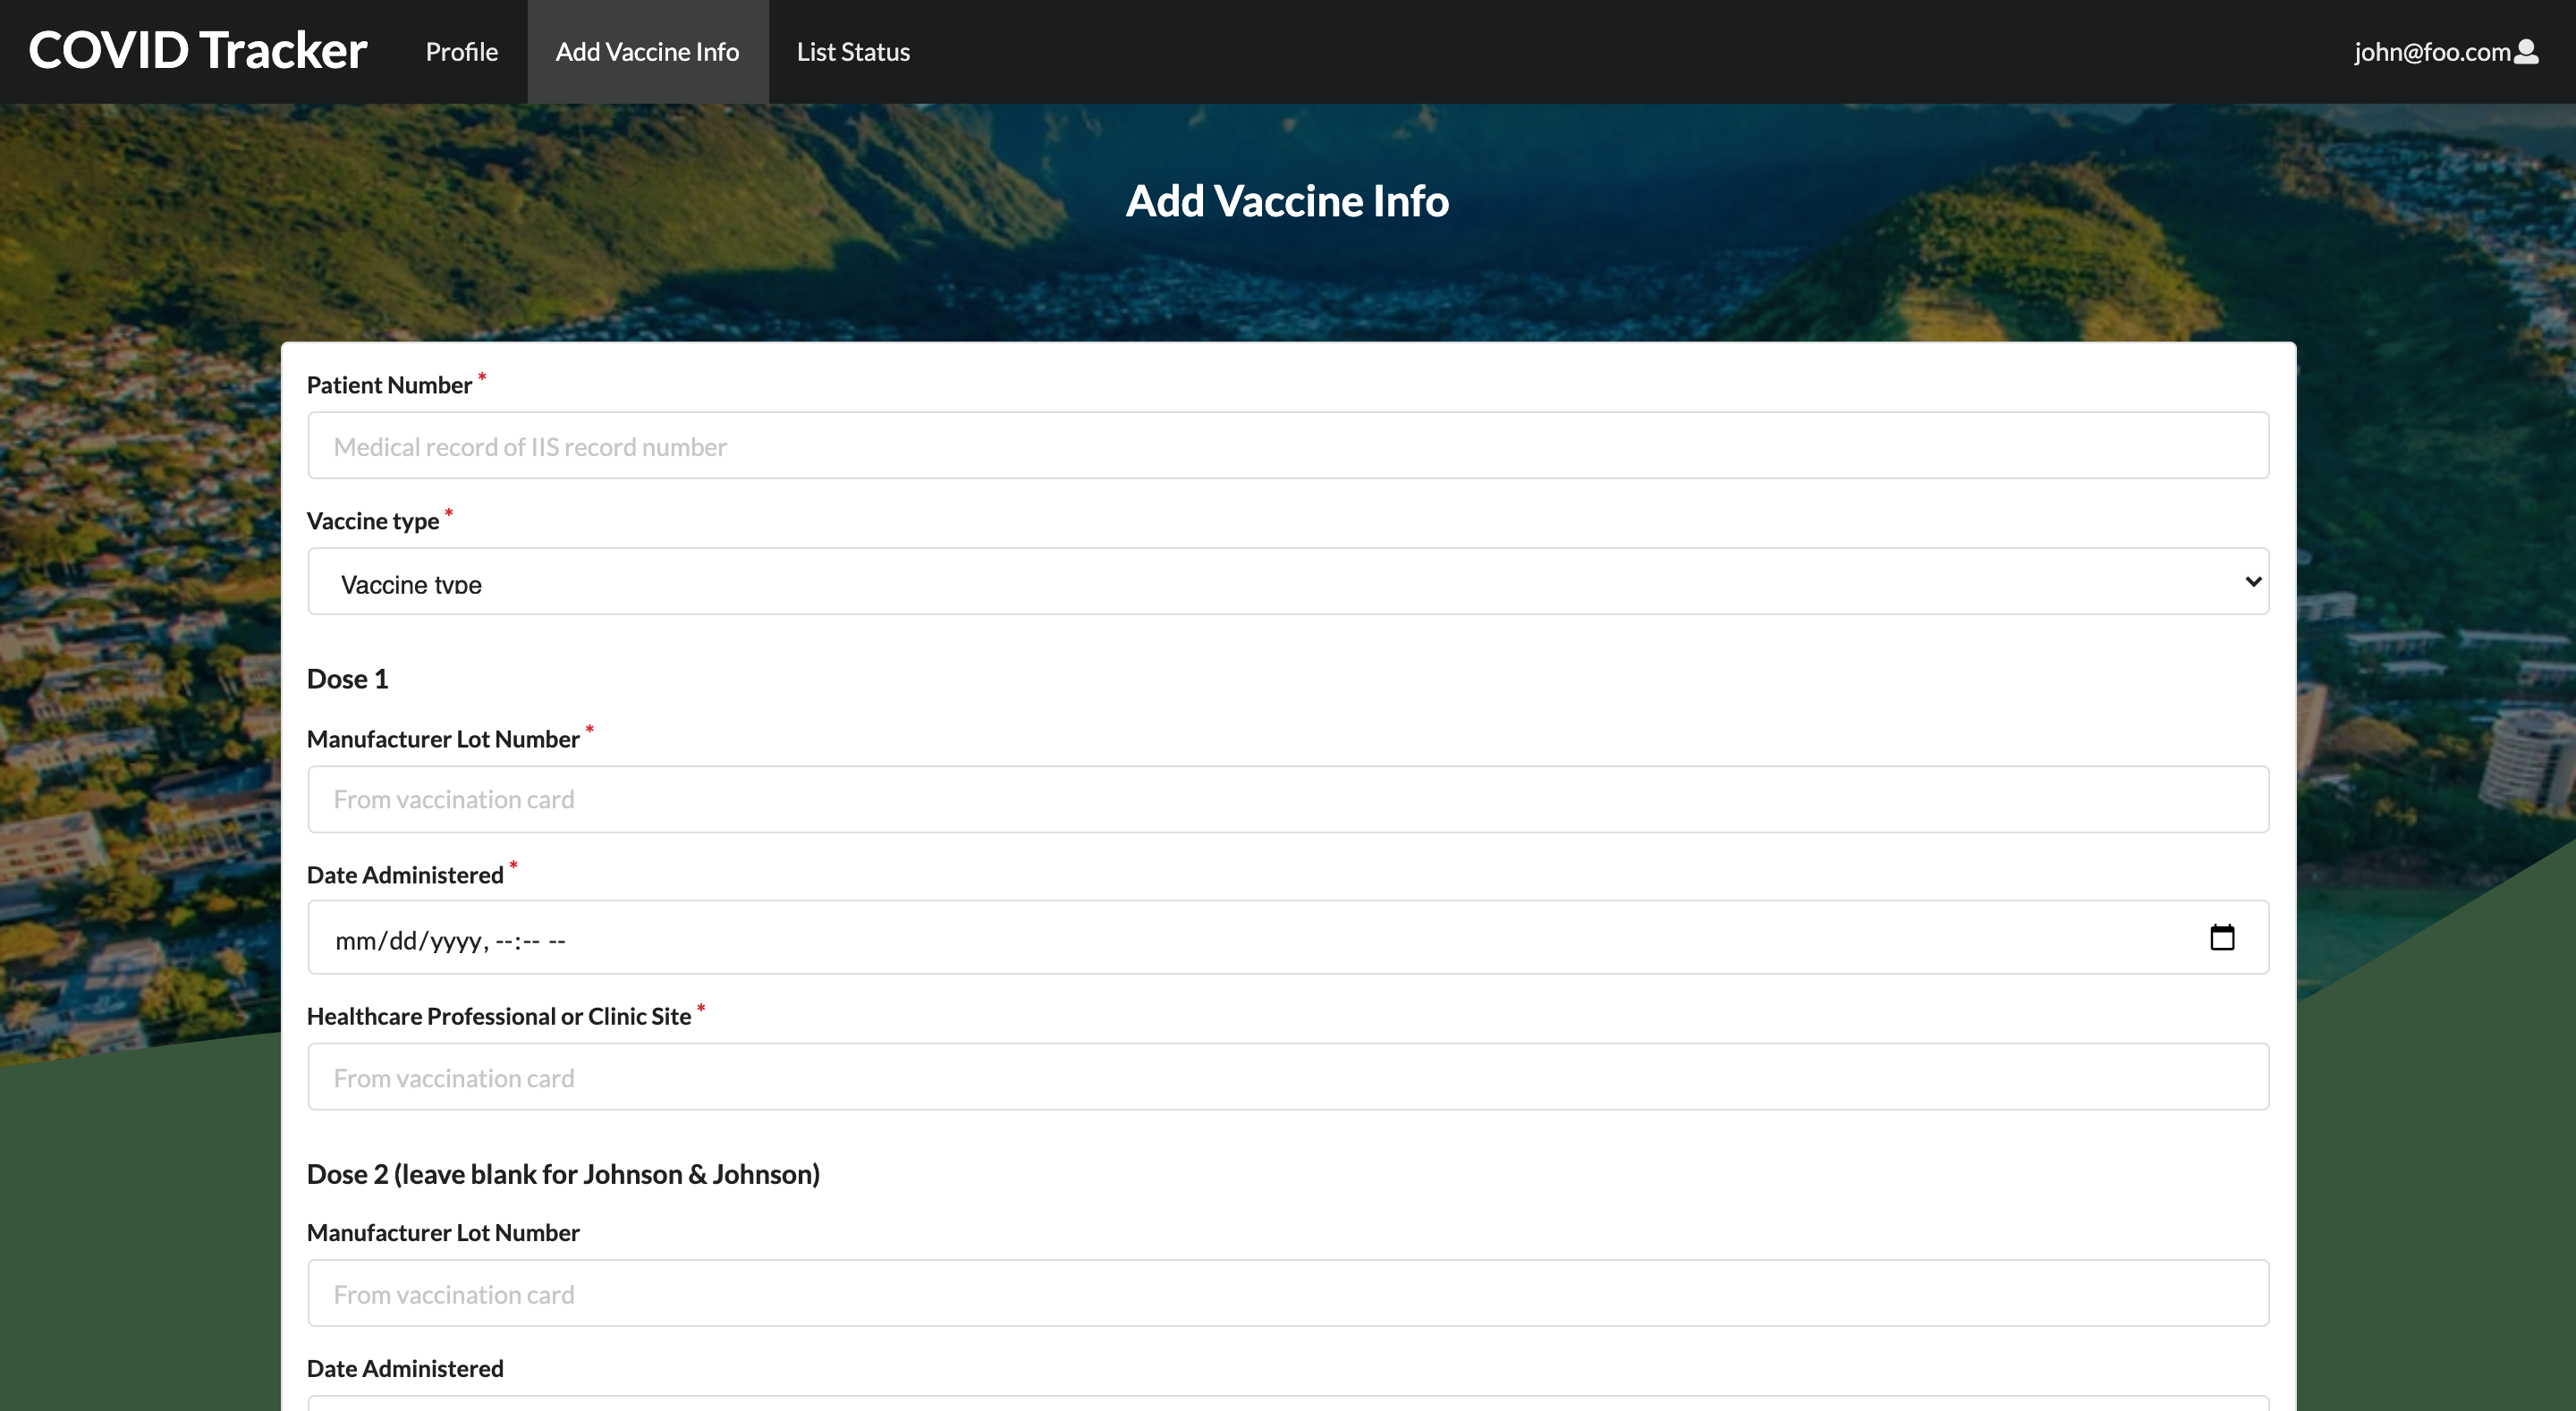 COVID Tracker Profile Add Vaccine Info List Status john@foo.com
Add Vaccine Info
Patient Number *
Medical record of IIS record number
Vaccine type *
Vaccine type
Dose 1
Manufacturer Lot Number *
From vaccination card
Date Administered *
mm/dd/yyyy, --:-- --
Healthcare Professional or Clinic Site *
From vaccination card
Dose 2 (leave blank for Johnson & Johnson)
Manufacturer Lot Number
From vaccination card
Date Administered